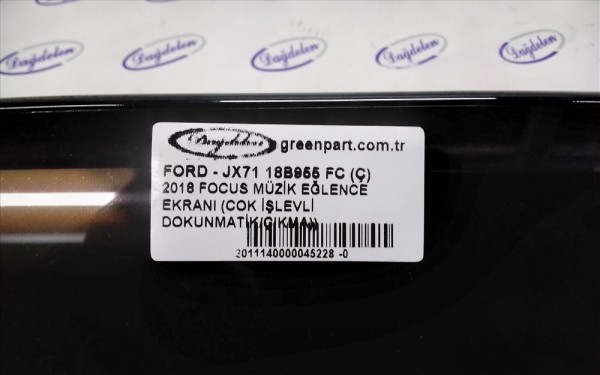 Dağdelen Dağdelen Dağdelen Dağdelen
Dağdelen greenpart.com.tr
FORD - JX71 18B955 FC (Ç)
2018 FOCUS MÜZİK EĞLENCE
EKRANI (COK İŞLEVLİ
DOKUNMATİK(ÇIKMA))
2011140000045228 -0